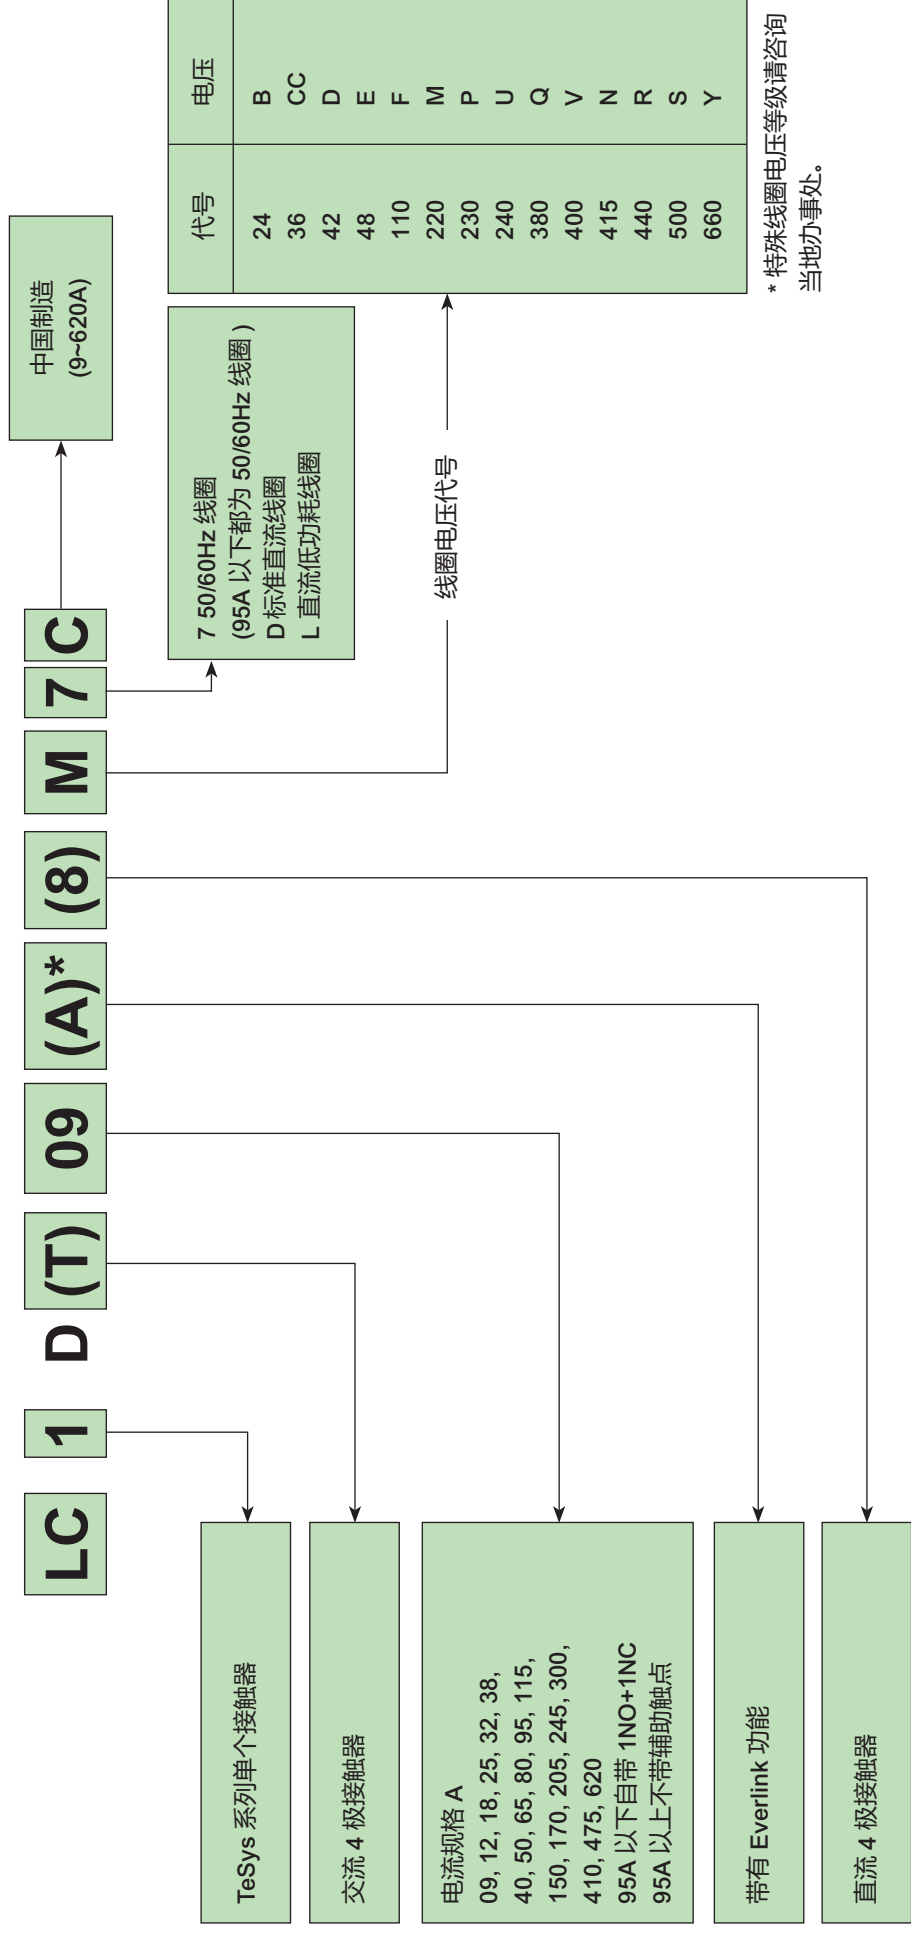 LC 1 D (T) 09 (A)* (8) M 7 C
TeSys 系列单个接触器
交流 4 极接触器
电流规格 A
09, 12, 18, 25, 32, 38,
40, 50, 65, 80, 95, 115,
150, 170, 205, 245, 300,
410, 475, 620
95A 以下自带 1NO+1NC
95A 以上不带辅助触点
带有 Everlink 功能
直流 4 极接触器
中国制造
(9~620A)
7 50/60Hz 线圈
(95A 以下都为 50/60Hz 线圈 )
D 标准直流线圈
L 直流低功耗线圈
线圈电压代号
代号 电压
24 B
36 CC
42 D
48 E
110 F
220 M
230 P
240 U
380 Q
400 V
415 N
440 R
500 S
660 Y
* 特殊线圈电压等级请咨询
当地办事处。